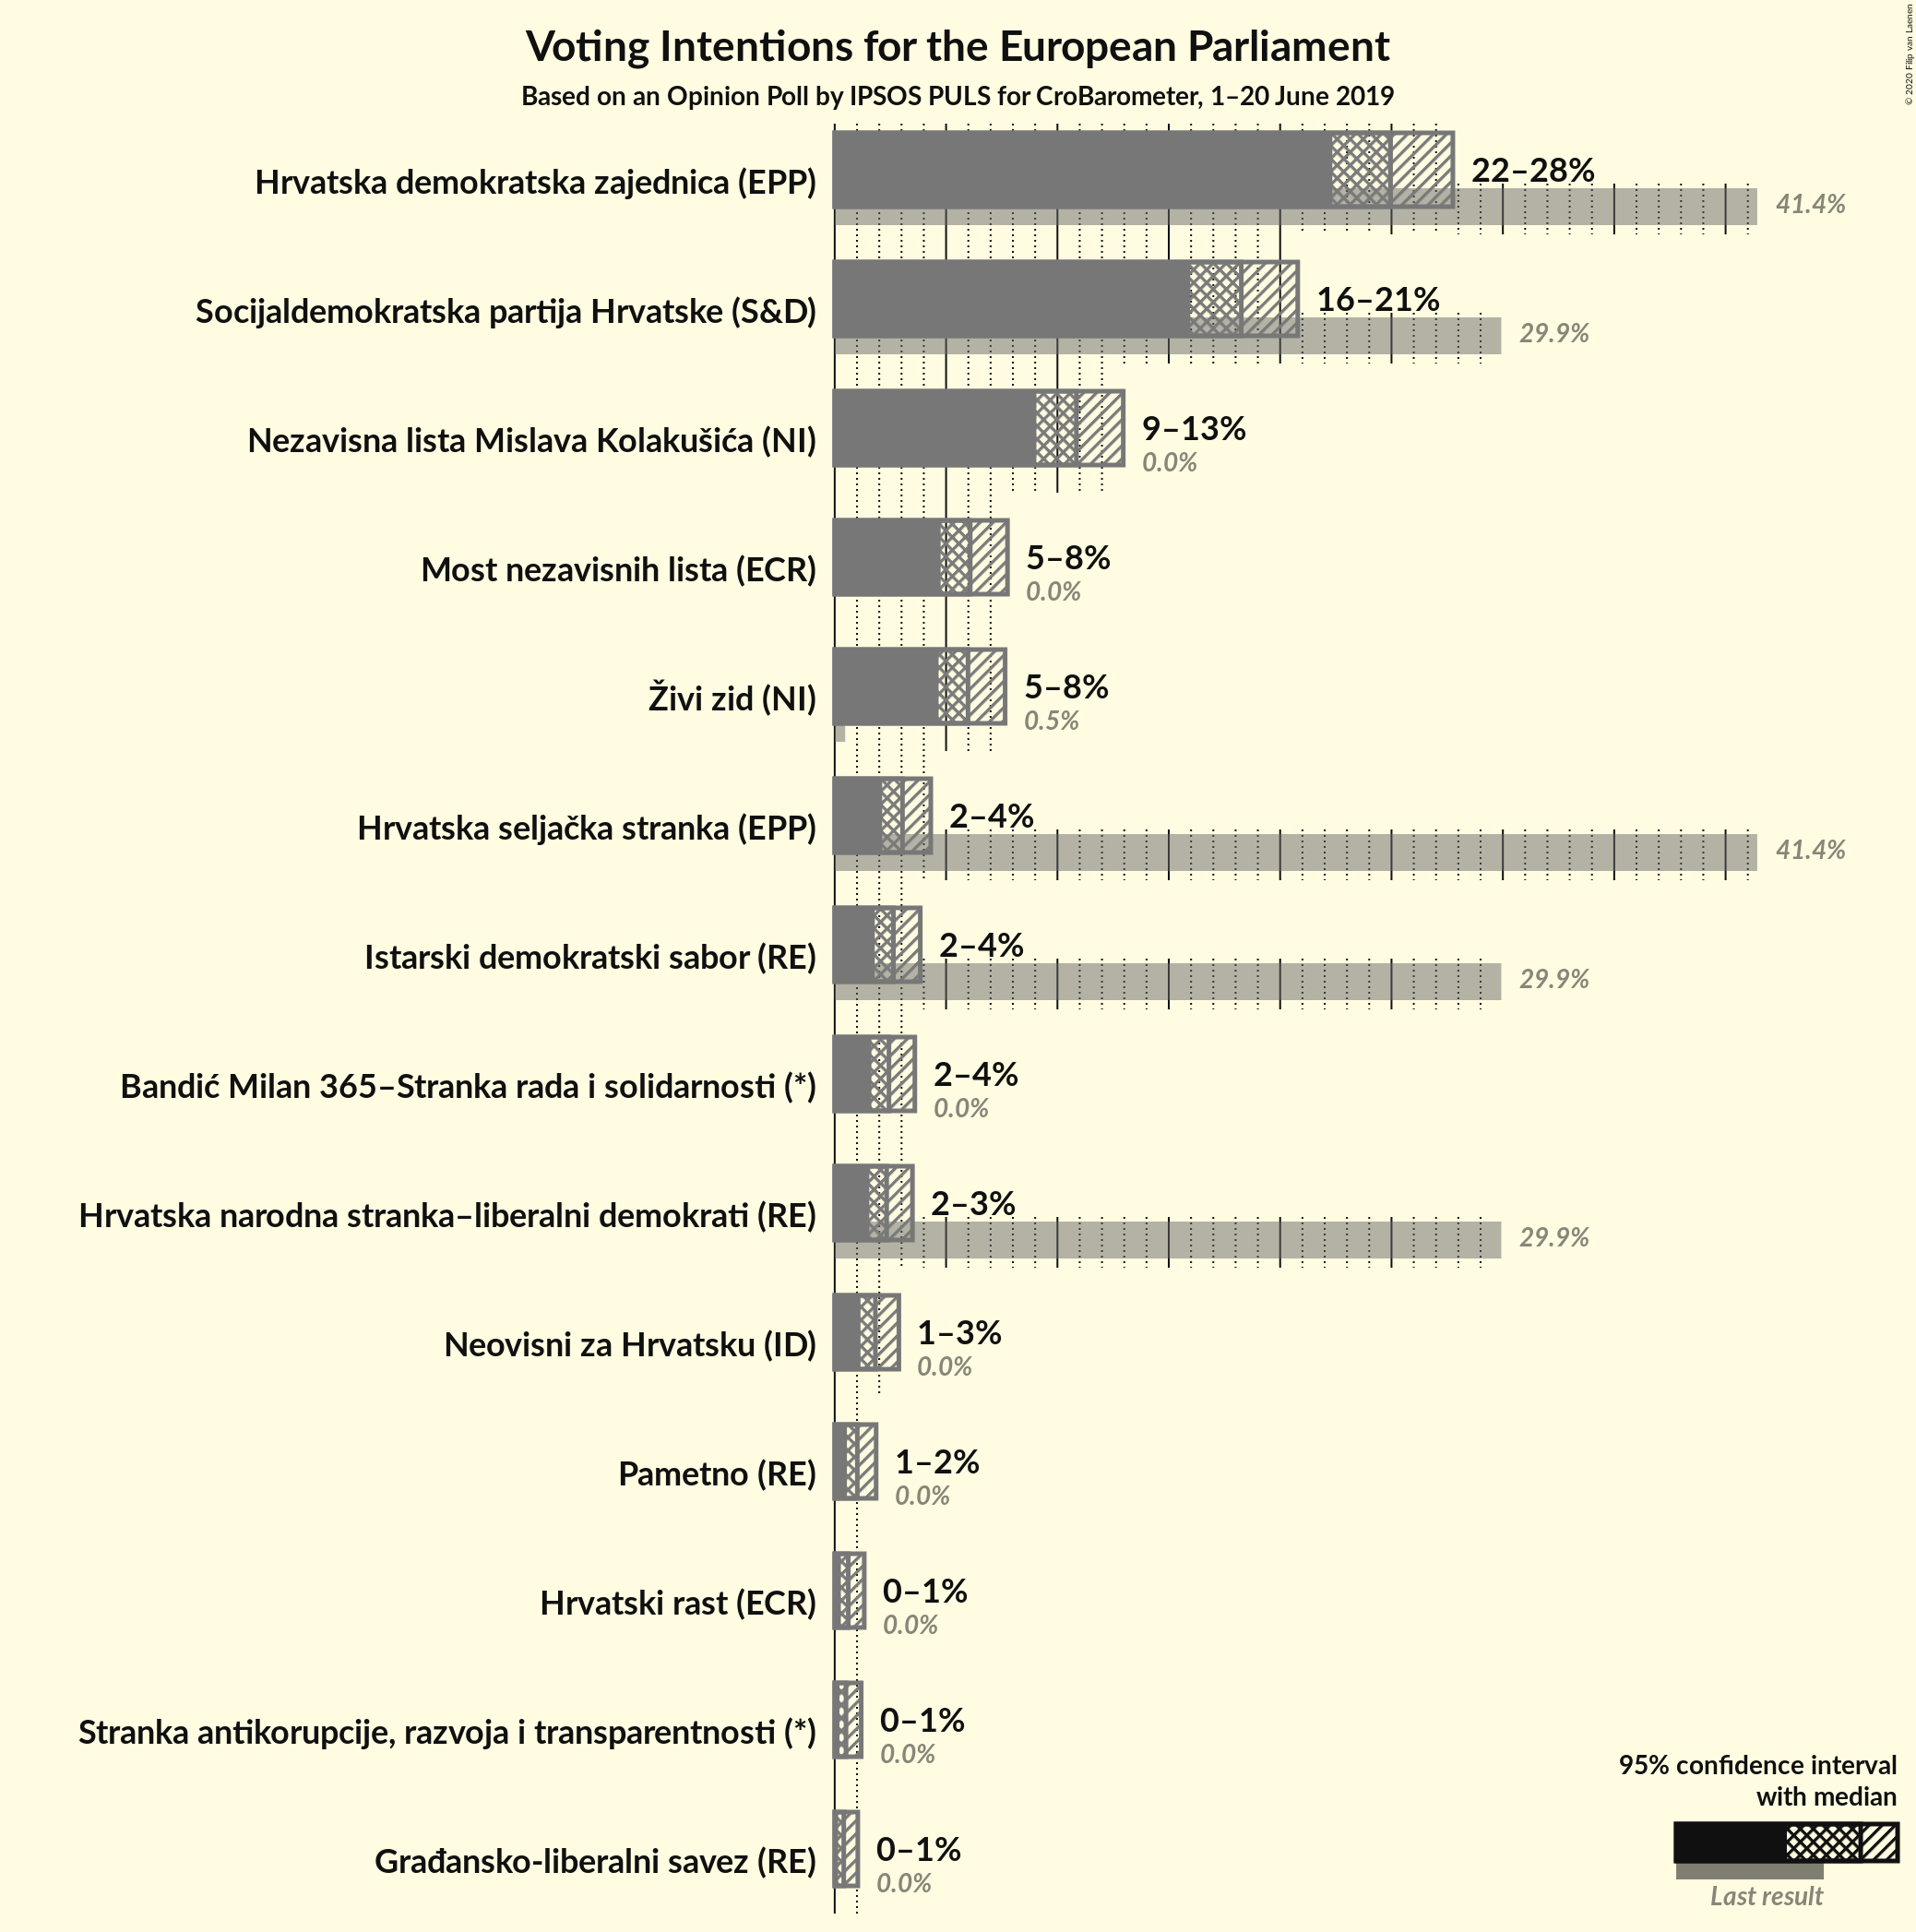 Voting Intentions for the European Parliament
Based on an Opinion Poll by IPSOS PULS for CroBarometer, 1–20 June 2019
© 2020 Filip van Laenen
Hrvatska demokratska zajednica (EPP)
22–28%
41.4%
Socijaldemokratska partija Hrvatske (S&D)
16–21%
29.9%
Nezavisna lista Mislava Kolakušića (NI)
9–13%
0.0%
Most nezavisnih lista (ECR)
5–8%
0.0%
Živi zid (NI)
5–8%
0.5%
Hrvatska seljačka stranka (EPP)
2–4%
41.4%
Istarski demokratski sabor (RE)
2–4%
29.9%
Bandić Milan 365–Stranka rada i solidarnosti (*)
2–4%
0.0%
Hrvatska narodna stranka–liberalni demokrati (RE)
2–3%
29.9%
Neovisni za Hrvatsku (ID)
1–3%
0.0%
Pametno (RE)
1–2%
0.0%
Hrvatski rast (ECR)
0–1%
0.0%
Stranka antikorupcije, razvoja i transparentnosti (*)
0–1%
0.0%
Građansko-liberalni savez (RE)
0–1%
0.0%
95% confidence interval
with median
Last result